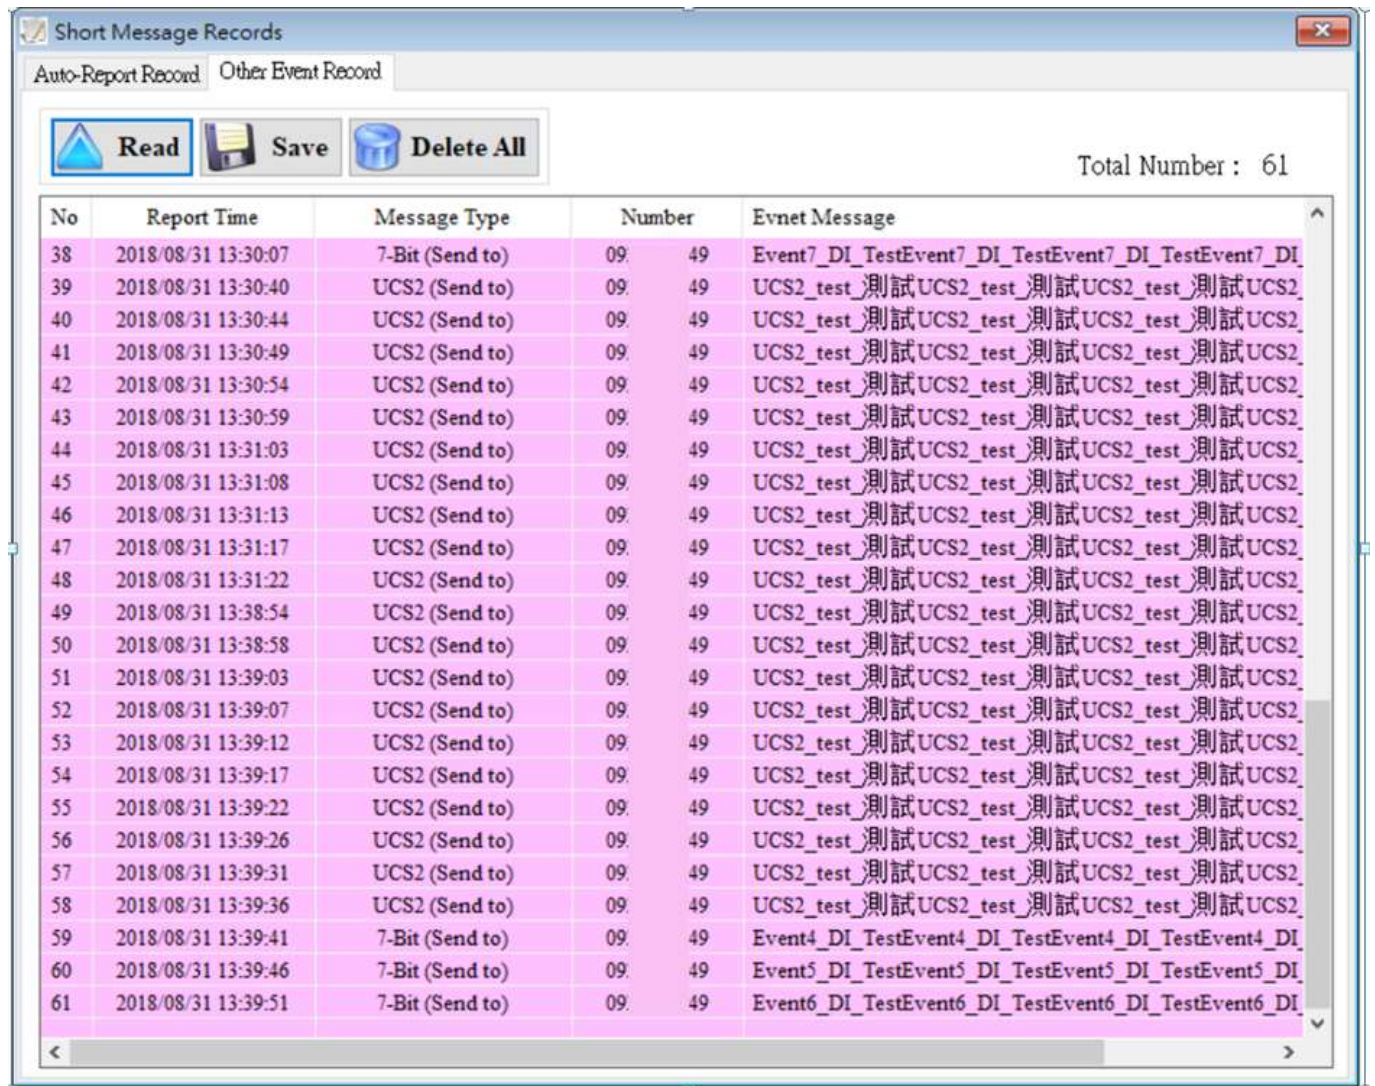 Short Message Records
Auto-Report Record Other Event Record
Read Save Delete All
Total Number : 61
No Report Time Message Type Number Evnet Message
38 2018/08/31 13:30:07 7-Bit (Send to) 09 49 Event7_DI_TestEvent7_DI_TestEvent7_DI_TestEvent7_DI_
39 2018/08/31 13:30:40 UCS2 (Send to) 09 49 UCS2_test_測試UCS2_test_測試UCS2_test_測試UCS2_
40 2018/08/31 13:30:44 UCS2 (Send to) 09 49 UCS2_test_測試UCS2_test_測試UCS2_test_測試UCS2_
41 2018/08/31 13:30:49 UCS2 (Send to) 09 49 UCS2_test_測試UCS2_test_測試UCS2_test_測試UCS2_
42 2018/08/31 13:30:54 UCS2 (Send to) 09 49 UCS2_test_測試UCS2_test_測試UCS2_test_測試UCS2_
43 2018/08/31 13:30:59 UCS2 (Send to) 09 49 UCS2_test_測試UCS2_test_測試UCS2_test_測試UCS2_
44 2018/08/31 13:31:03 UCS2 (Send to) 09 49 UCS2_test_測試UCS2_test_測試UCS2_test_測試UCS2_
45 2018/08/31 13:31:08 UCS2 (Send to) 09 49 UCS2_test_測試UCS2_test_測試UCS2_test_測試UCS2_
46 2018/08/31 13:31:13 UCS2 (Send to) 09 49 UCS2_test_測試UCS2_test_測試UCS2_test_測試UCS2_
47 2018/08/31 13:31:17 UCS2 (Send to) 09 49 UCS2_test_測試UCS2_test_測試UCS2_test_測試UCS2_
48 2018/08/31 13:31:22 UCS2 (Send to) 09 49 UCS2_test_測試UCS2_test_測試UCS2_test_測試UCS2_
49 2018/08/31 13:38:54 UCS2 (Send to) 09 49 UCS2_test_測試UCS2_test_測試UCS2_test_測試UCS2_
50 2018/08/31 13:38:58 UCS2 (Send to) 09 49 UCS2_test_測試UCS2_test_測試UCS2_test_測試UCS2_
51 2018/08/31 13:39:03 UCS2 (Send to) 09 49 UCS2_test_測試UCS2_test_測試UCS2_test_測試UCS2_
52 2018/08/31 13:39:07 UCS2 (Send to) 09 49 UCS2_test_測試UCS2_test_測試UCS2_test_測試UCS2_
53 2018/08/31 13:39:12 UCS2 (Send to) 09 49 UCS2_test_測試UCS2_test_測試UCS2_test_測試UCS2_
54 2018/08/31 13:39:17 UCS2 (Send to) 09 49 UCS2_test_測試UCS2_test_測試UCS2_test_測試UCS2_
55 2018/08/31 13:39:22 UCS2 (Send to) 09 49 UCS2_test_測試UCS2_test_測試UCS2_test_測試UCS2_
56 2018/08/31 13:39:26 UCS2 (Send to) 09 49 UCS2_test_測試UCS2_test_測試UCS2_test_測試UCS2_
57 2018/08/31 13:39:31 UCS2 (Send to) 09 49 UCS2_test_測試UCS2_test_測試UCS2_test_測試UCS2_
58 2018/08/31 13:39:36 UCS2 (Send to) 09 49 UCS2_test_測試UCS2_test_測試UCS2_test_測試UCS2_
59 2018/08/31 13:39:41 7-Bit (Send to) 09 49 Event4_DI_TestEvent4_DI_TestEvent4_DI_TestEvent4_DI_
60 2018/08/31 13:39:46 7-Bit (Send to) 09 49 Event5_DI_TestEvent5_DI_TestEvent5_DI_TestEvent5_DI_
61 2018/08/31 13:39:51 7-Bit (Send to) 09 49 Event6_DI_TestEvent6_DI_TestEvent6_DI_TestEvent6_DI_